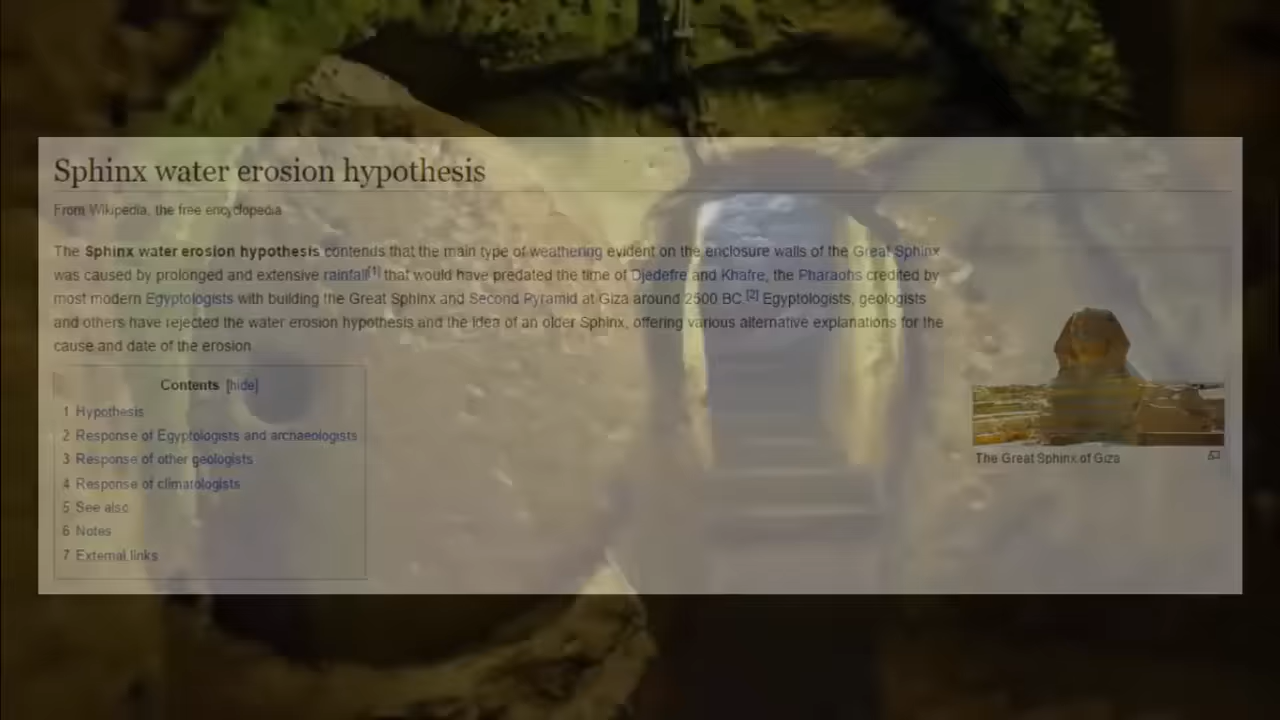 Sphinx water erosion hypothesis
From Wikipedia, the free encyclopedia
The Sphinx water erosion hypothesis contends that the main type of weathering evident on the enclosure walls of the Great Sphinx
was caused by prolonged and extensive rainfall[1] that would have predated the time of Djedefre and Khafre, the Pharaohs credited by
most modern Egyptologists with building the Great Sphinx and Second Pyramid at Giza around 2500 BC.[2] Egyptologists, geologists
and others have rejected the water erosion hypothesis and the idea of an older Sphinx, offering various alternative explanations for the
cause and date of the erosion
Contents [hide]
1 Hypothesis
2 Response of Egyptologists and archaeologists
3 Response of other geologists
4 Response of climatologists
5 See also
6 Notes
7 External links
The Great Sphinx of Giza